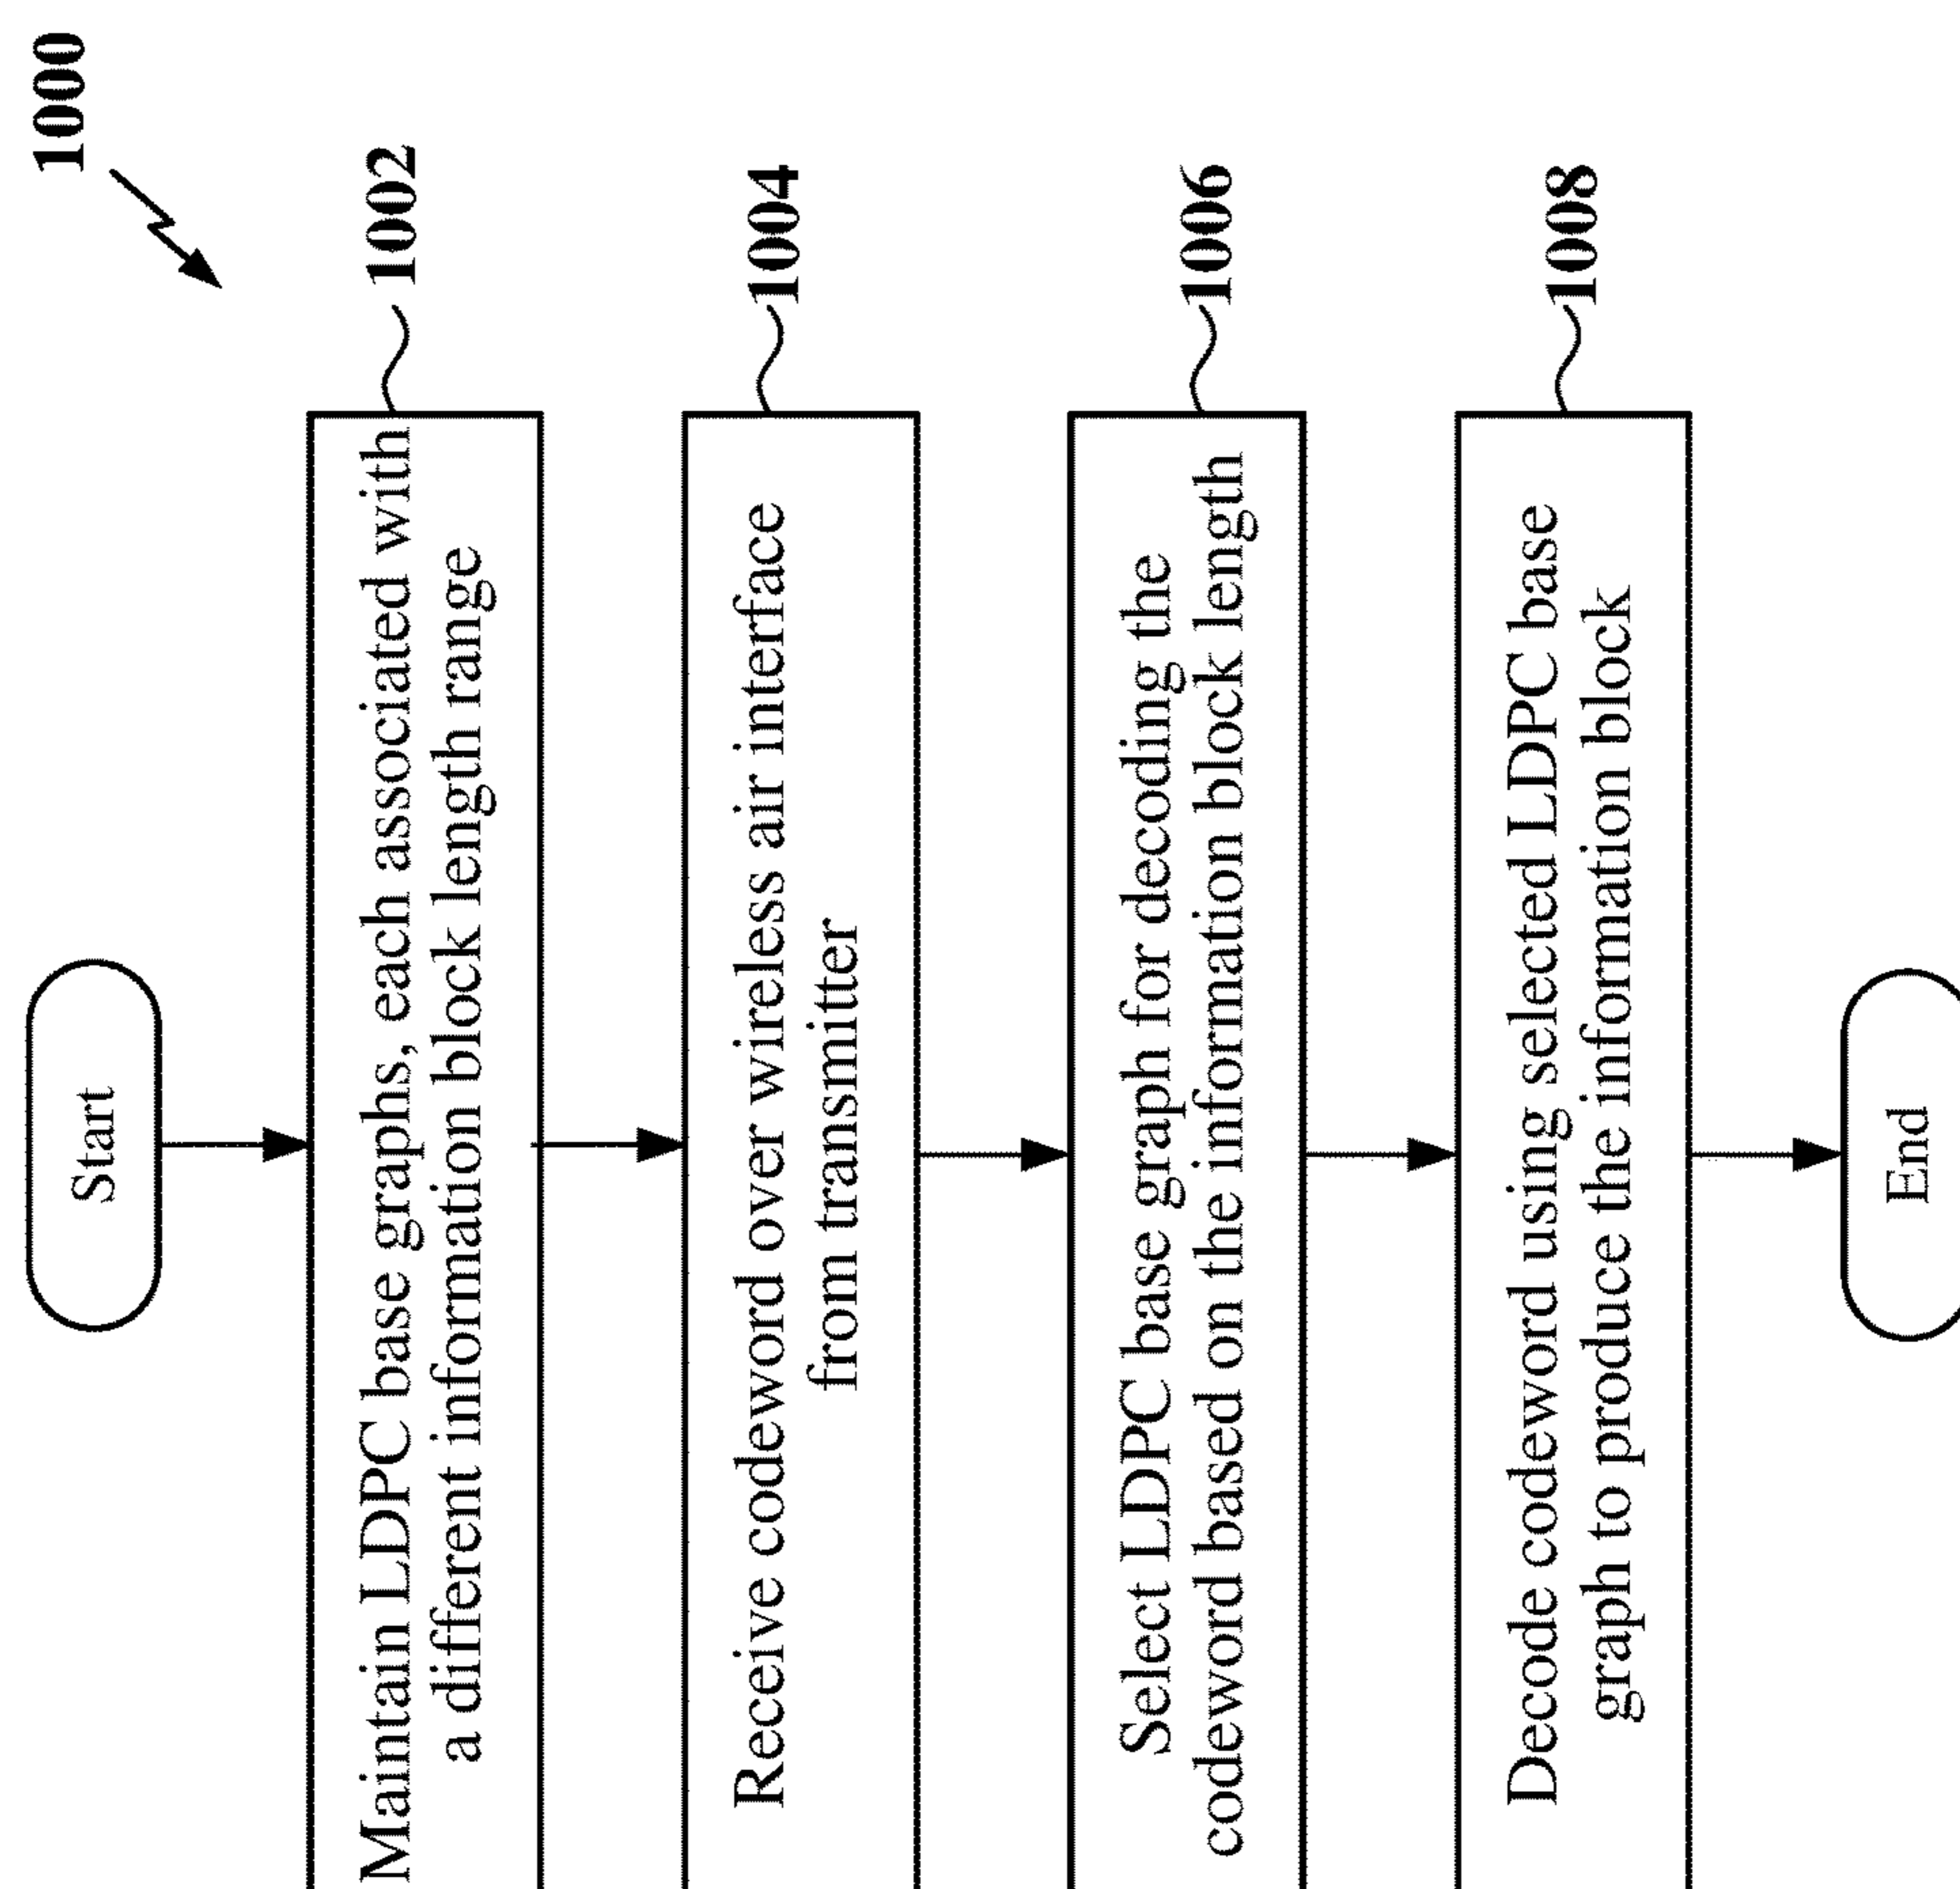 1000
Start
Maintain LDPC base graphs, each associated with
a different information block length range
1002
Receive codeword over wireless air interface
from transmitter
1004
Select LDPC base graph for decoding the
codeword based on the information block length
1006
Decode codeword using selected LDPC base
graph to produce the information block
1008
End